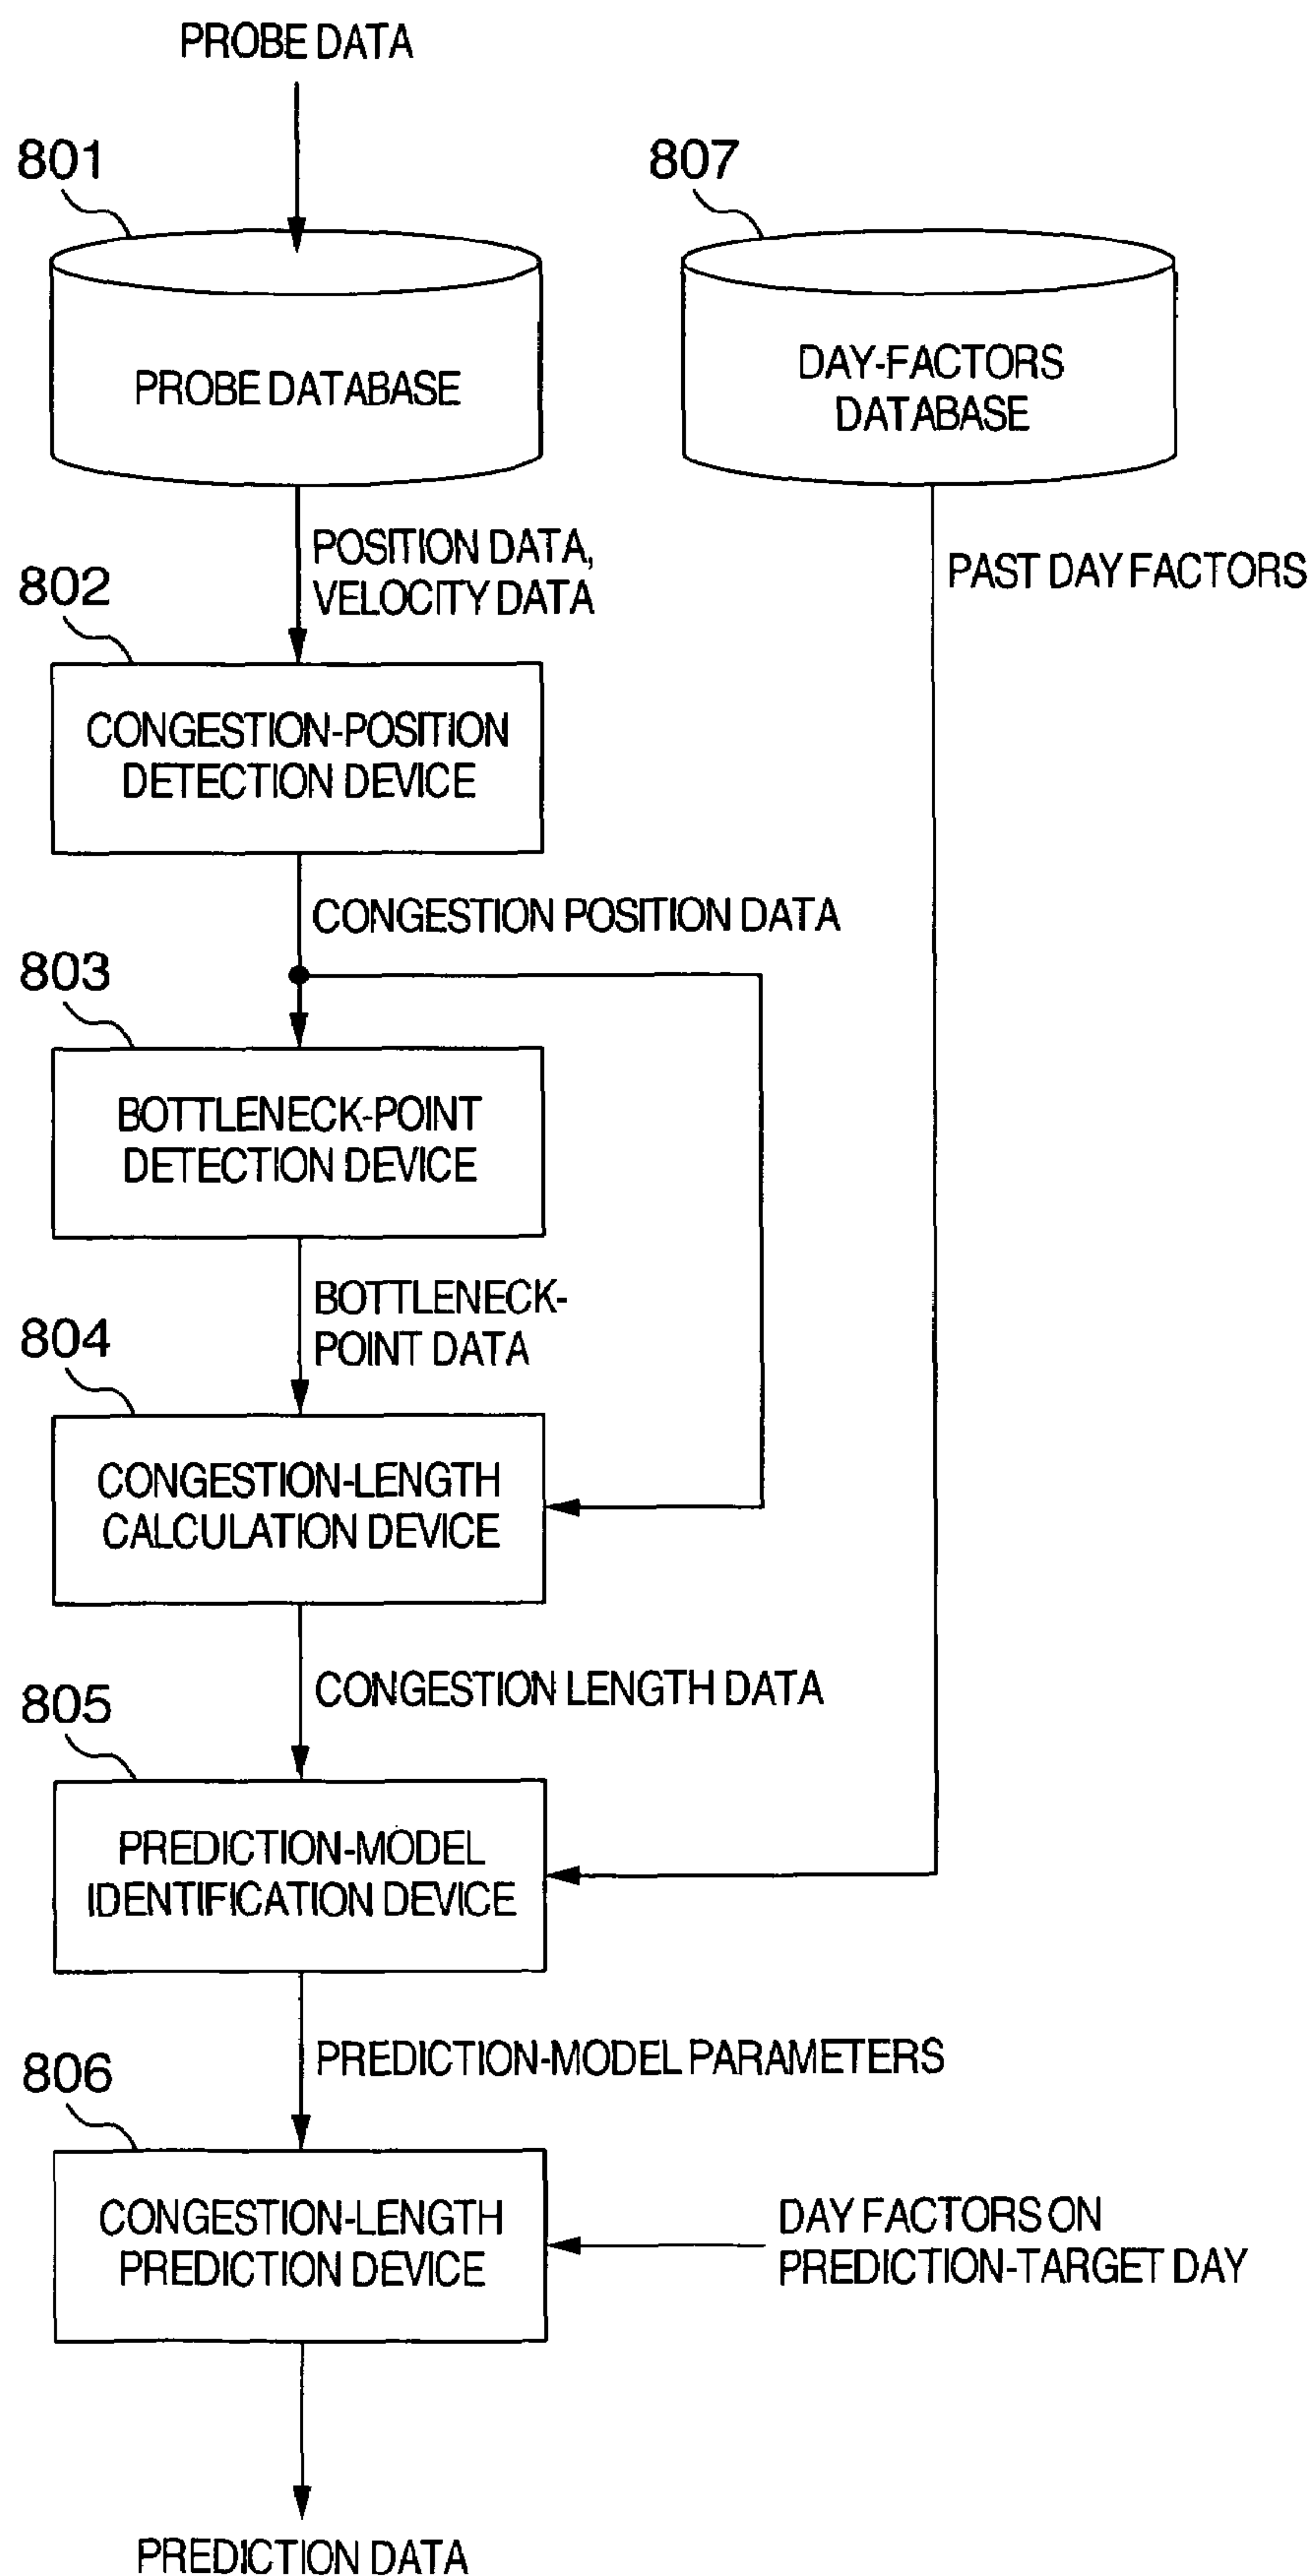 PROBE DATA
801
807
PROBE DATABASE
DAY-FACTORS
DATABASE
POSITION DATA,
VELOCITY DATA
PAST DAY FACTORS
802
CONGESTION-POSITION
DETECTION DEVICE
CONGESTION POSITION DATA
803
BOTTLENECK-POINT
DETECTION DEVICE
BOTTLENECK-
POINT DATA
804
CONGESTION-LENGTH
CALCULATION DEVICE
CONGESTION LENGTH DATA
805
PREDICTION-MODEL
IDENTIFICATION DEVICE
PREDICTION-MODEL PARAMETERS
806
CONGESTION-LENGTH
PREDICTION DEVICE
DAY FACTORS ON
PREDICTION-TARGET DAY
PREDICTION DATA